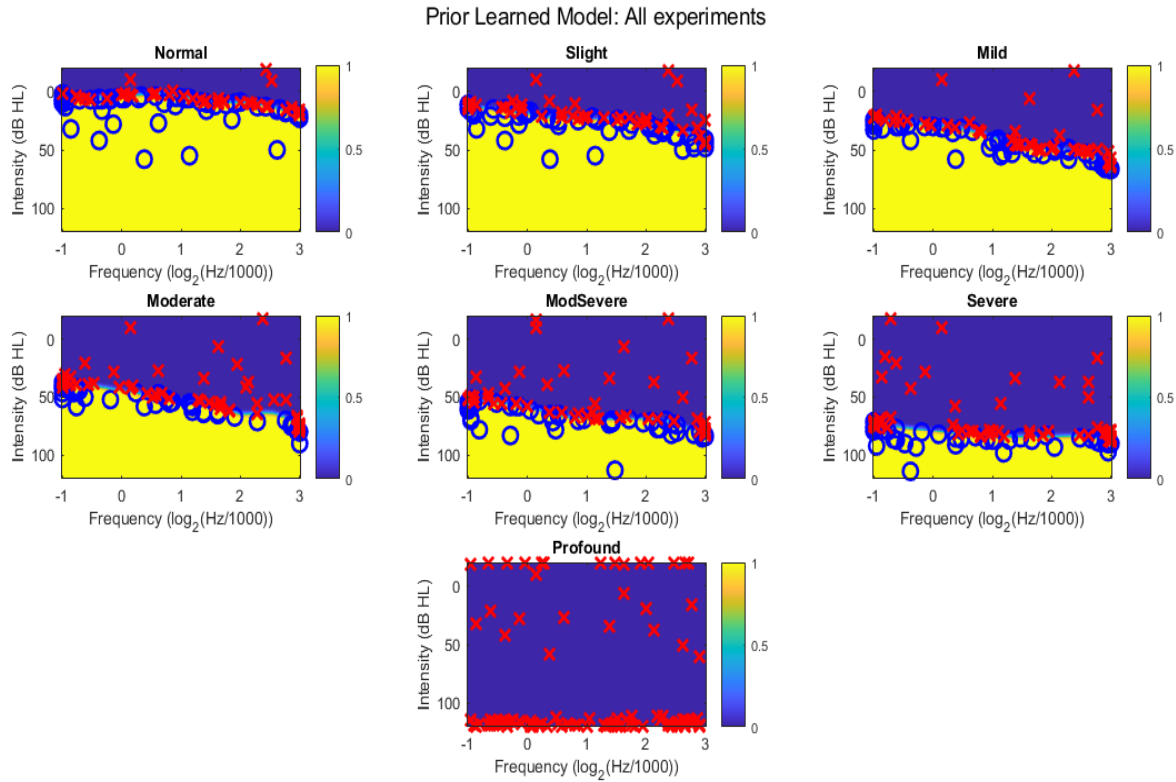 Prior Learned Model: All experiments
Normal
Slight
Mild
Intensity (dB HL)
0
50
100
-1 0 1 2 3
Frequency (log2(Hz/1000))
1
0.5
0
Intensity (dB HL)
0
50
100
-1 0 1 2 3
Frequency (log2(Hz/1000))
1
0.5
0
Intensity (dB HL)
0
50
100
-1 0 1 2 3
Frequency (log2(Hz/1000))
1
0.5
0
Moderate
ModSevere
Severe
Intensity (dB HL)
0
50
100
-1 0 1 2 3
Frequency (log2(Hz/1000))
1
0.5
0
Intensity (dB HL)
0
50
100
-1 0 1 2 3
Frequency (log2(Hz/1000))
1
0.5
0
Intensity (dB HL)
0
50
100
-1 0 1 2 3
Frequency (log2(Hz/1000))
1
0.5
0
Profound
Intensity (dB HL)
0
50
100
-1 0 1 2 3
Frequency (log2(Hz/1000))
1
0.5
0